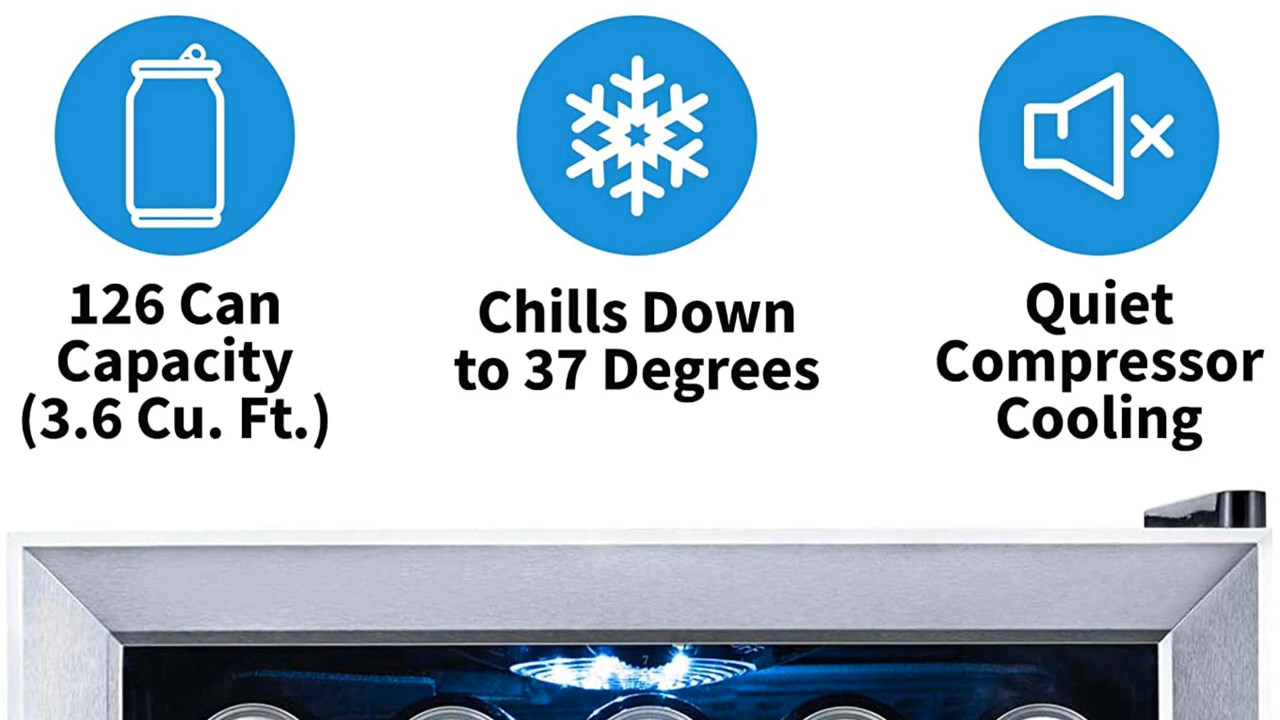 126 Can
Capacity
(3.6 Cu. Ft.)
Chills Down
to 37 Degrees
Quiet
Compressor
Cooling